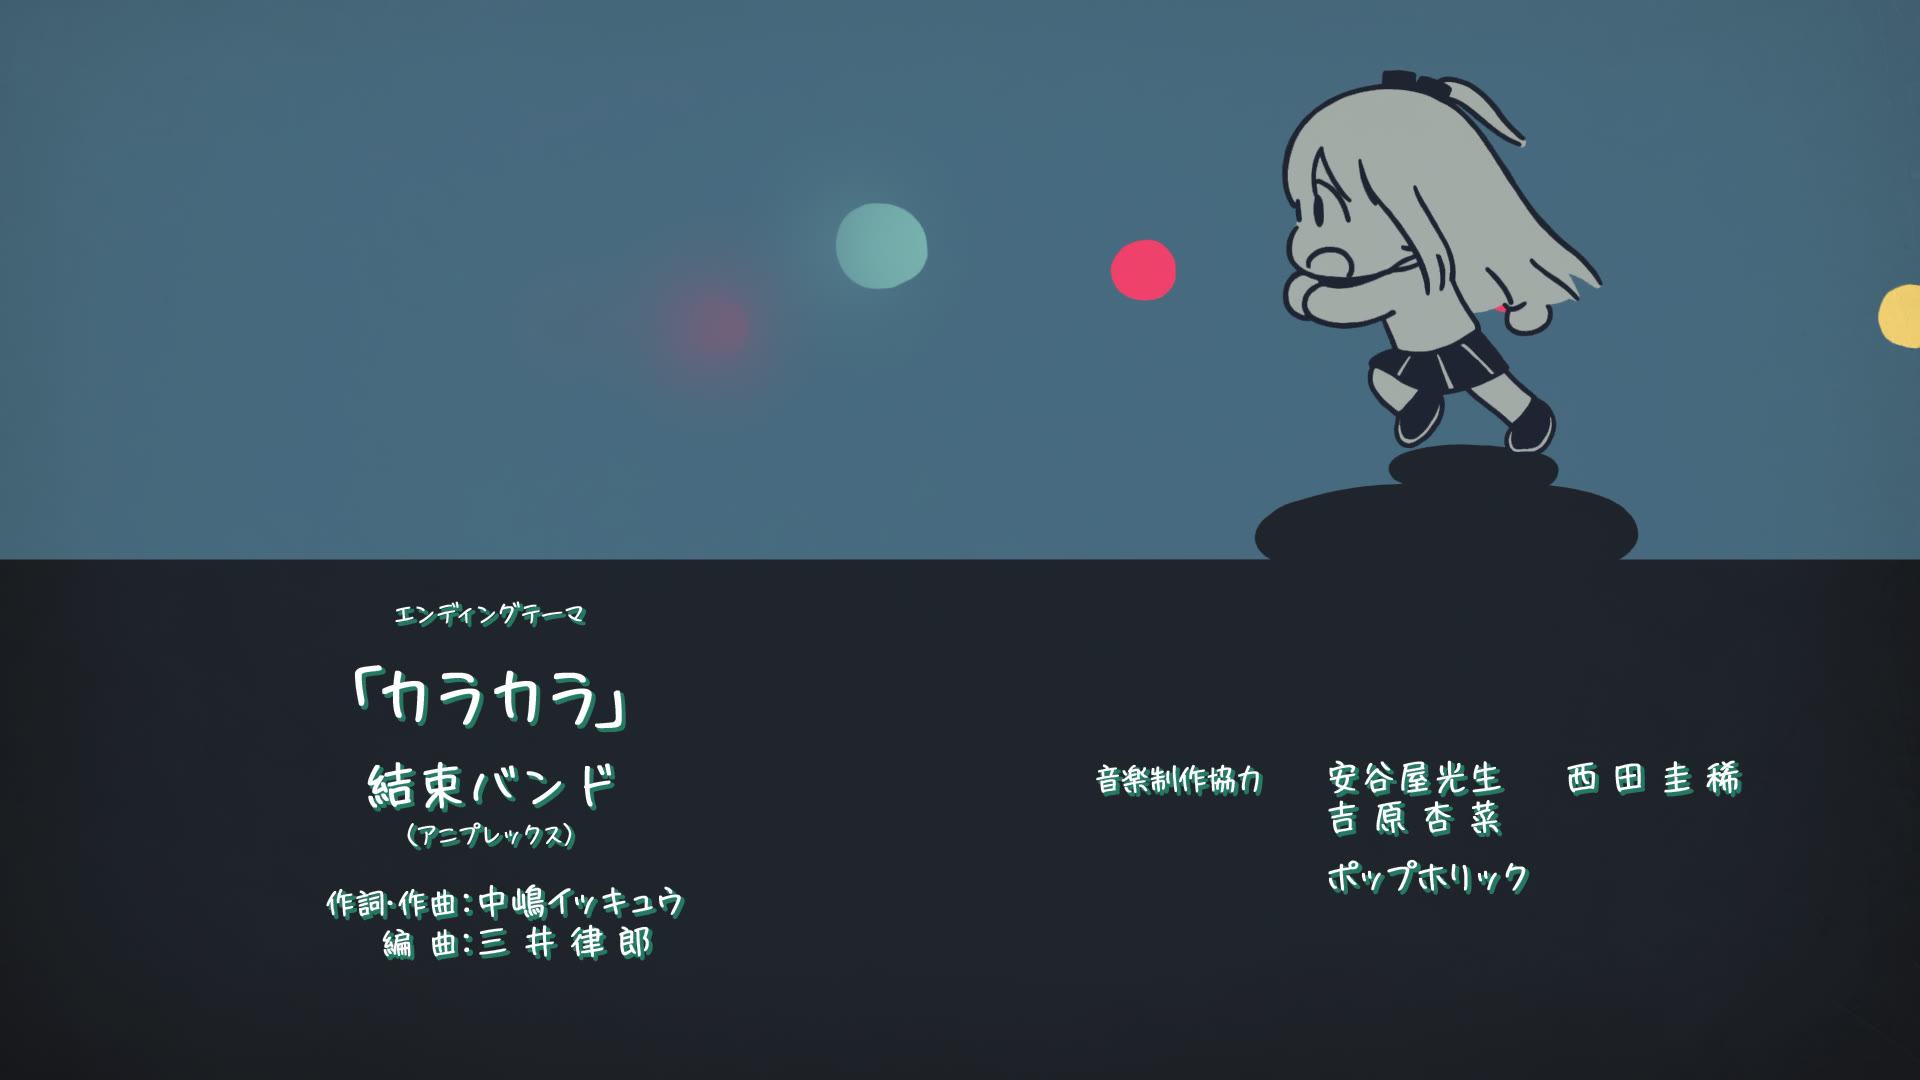 エンディングテーマ
「カラカラ」
結束バンド
（アニプレックス）
作詞・作曲：中嶋イッキュウ
編 曲：三 井 律 郎
音楽制作協力 安谷屋光生 西 田 圭 稀
吉 原 杏 菜
ポップホリック